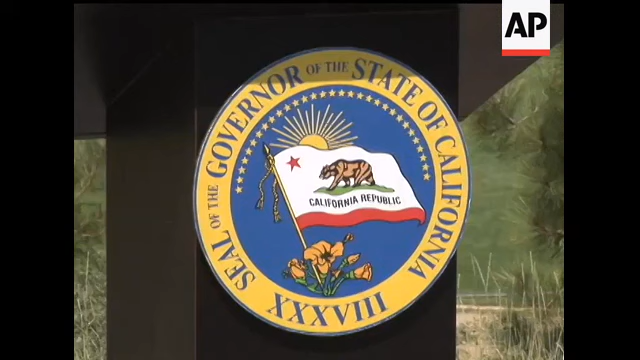 AP
SEAL OF THE GOVERNOR OF THE STATE OF CALIFORNIA
CALIFORNIA REPUBLIC
XXXVIII